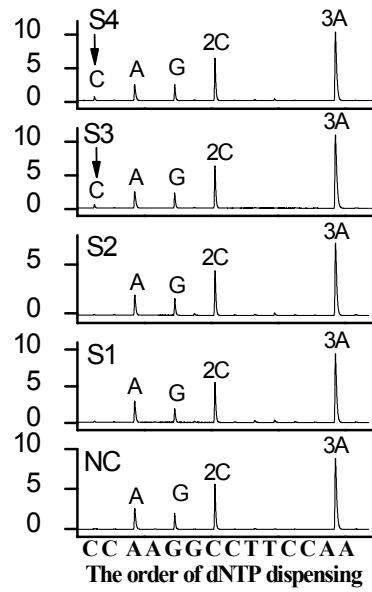 S4
10
5
0
C
A
G
2C
3A
S3
10
5
0
C
A
G
2C
3A
S2
5
0
A
G
2C
3A
S1
10
5
0
A
G
2C
3A
NC
10
5
0
A
G
2C
3A
C C A A G G C C T T C C A A
The order of dNTP dispensing